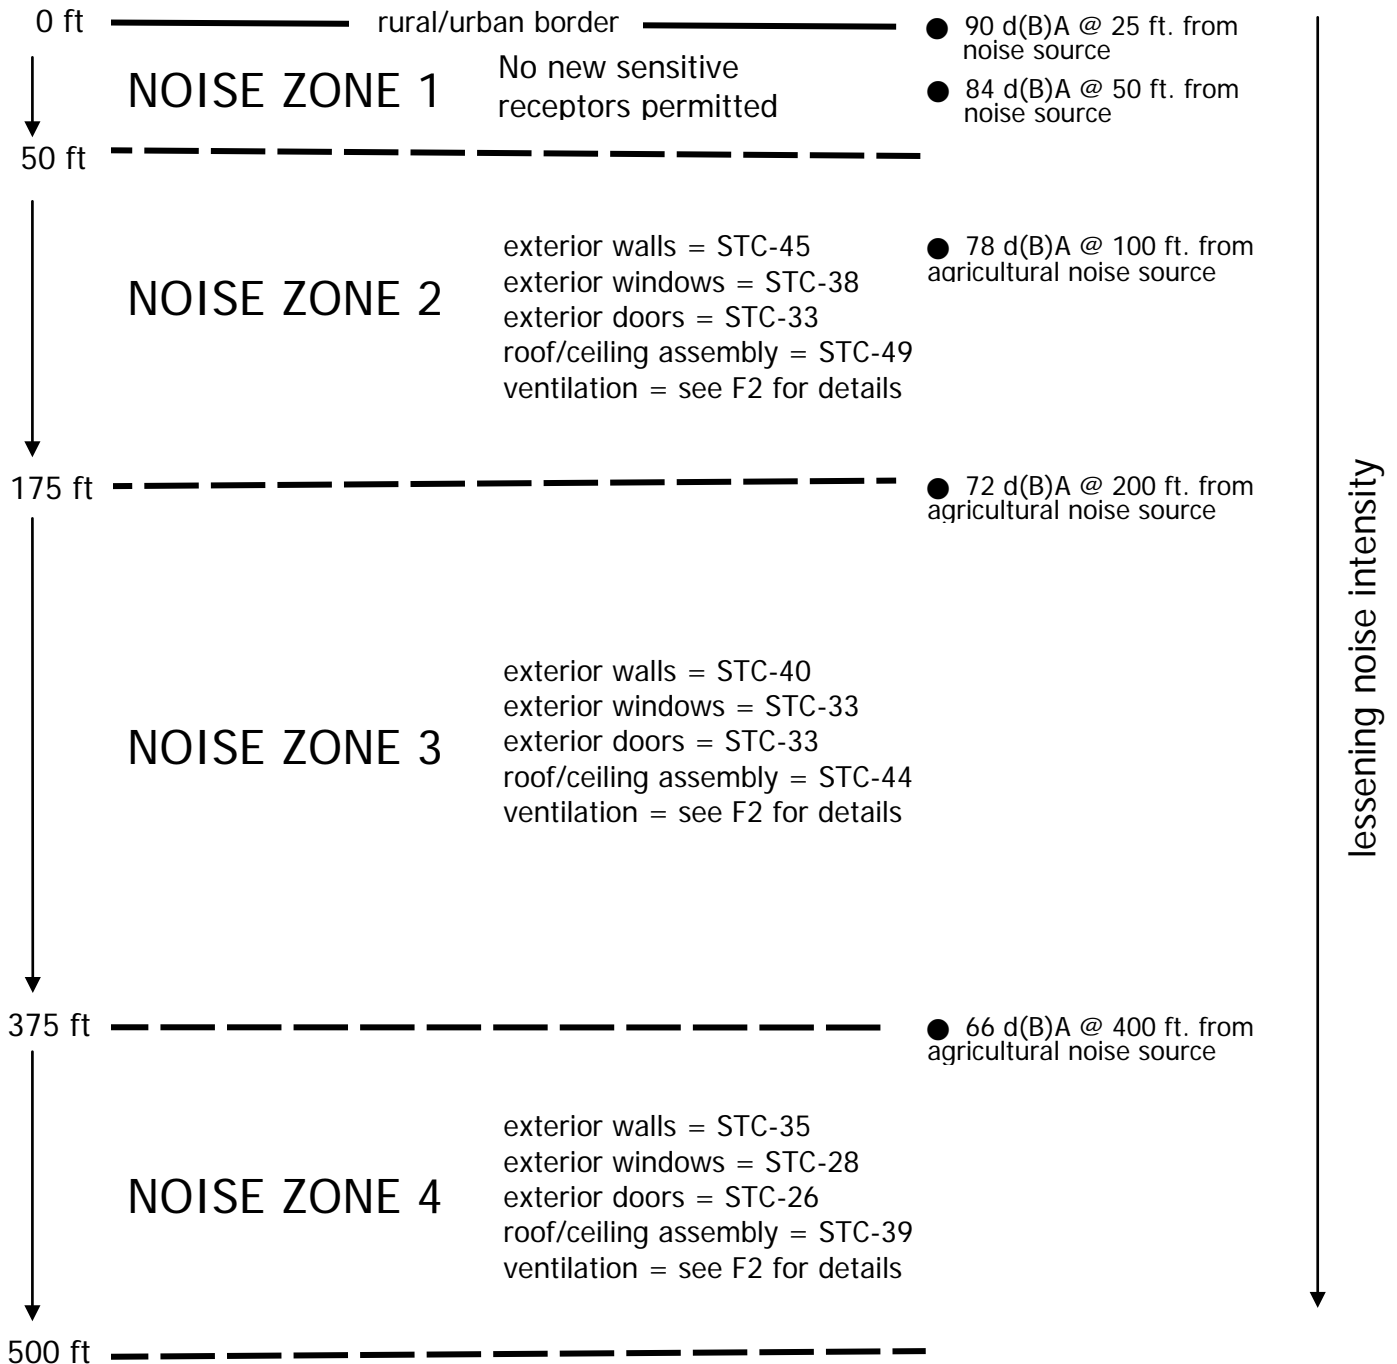 0 ft
rural/urban border
● 90 d(B)A @ 25 ft. from
noise source
NOISE ZONE 1
No new sensitive
receptors permitted
● 84 d(B)A @ 50 ft. from
noise source
50 ft
NOISE ZONE 2
exterior walls = STC-45
exterior windows = STC-38
exterior doors = STC-33
roof/ceiling assembly = STC-49
ventilation = see F2 for details
● 78 d(B)A @ 100 ft. from
agricultural noise source
175 ft
● 72 d(B)A @ 200 ft. from
agricultural noise source
NOISE ZONE 3
exterior walls = STC-40
exterior windows = STC-33
exterior doors = STC-33
roof/ceiling assembly = STC-44
ventilation = see F2 for details
375 ft
● 66 d(B)A @ 400 ft. from
agricultural noise source
NOISE ZONE 4
exterior walls = STC-35
exterior windows = STC-28
exterior doors = STC-26
roof/ceiling assembly = STC-39
ventilation = see F2 for details
500 ft
lessening noise intensity